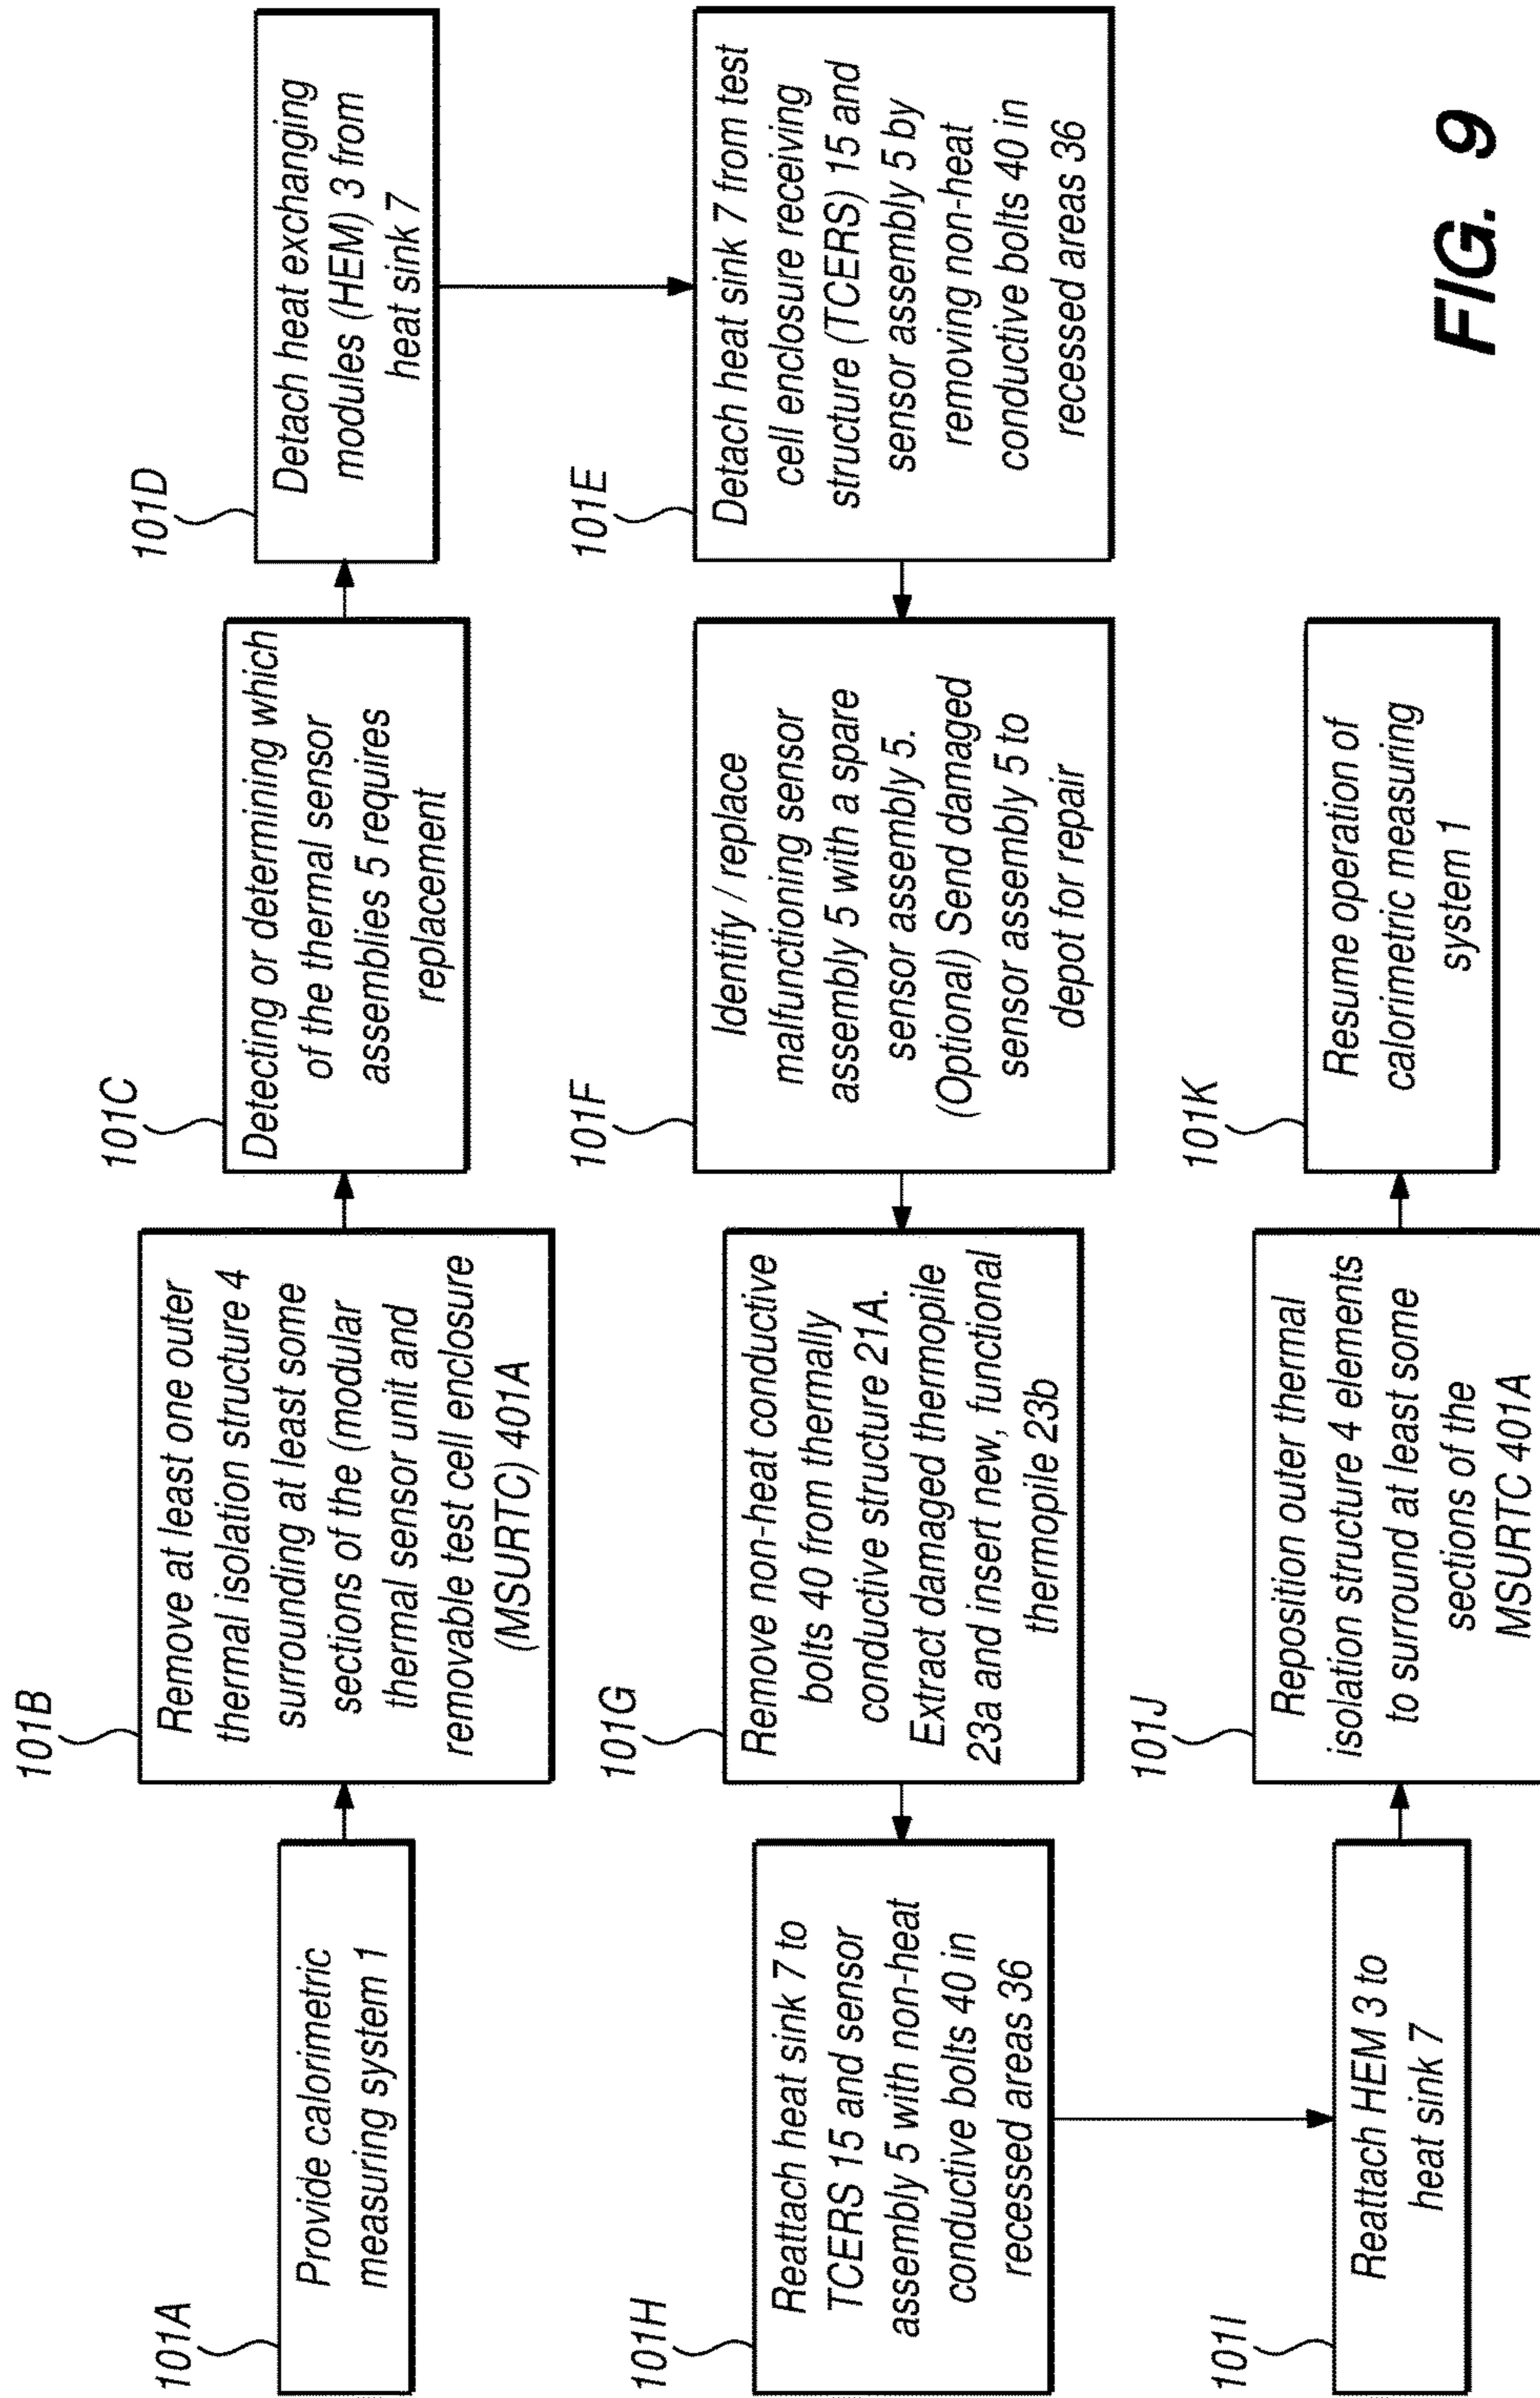 101A
Provide calorimetric
measuring system 1
101B
Remove at least one outer
thermal isolation structure 4
surrounding at least some
sections of the (modular
thermal sensor unit and
removable test cell enclosure
(MSURTC) 401A
101C
Detecting or determining which
of the thermal sensor
assemblies 5 requires
replacement
101D
Detach heat exchanging
modules (HEM) 3 from
heat sink 7
101E
Detach heat sink 7 from test
cell enclosure receiving
structure (TCERS) 15 and
sensor assembly 5 by
removing non-heat
conductive bolts 40 in
recessed areas 36
101F
Identify / replace
malfunctioning sensor
assembly 5 with a spare
sensor assembly 5.
(Optional) Send damaged
sensor assembly 5 to
depot for repair
101G
Remove non-heat conductive
bolts 40 from thermally
conductive structure 21A.
Extract damaged thermopile
23a and insert new, functional
thermopile 23b
101H
Reattach heat sink 7 to
TCERS 15 and sensor
assembly 5 with non-heat
conductive bolts 40 in
recessed areas 36
101I
Reattach HEM 3 to
heat sink 7
101J
Reposition outer thermal
isolation structure 4 elements
to surround at least some
sections of the
MSURTC 401A
101K
Resume operation of
calorimetric measuring
system 1
FIG. 9